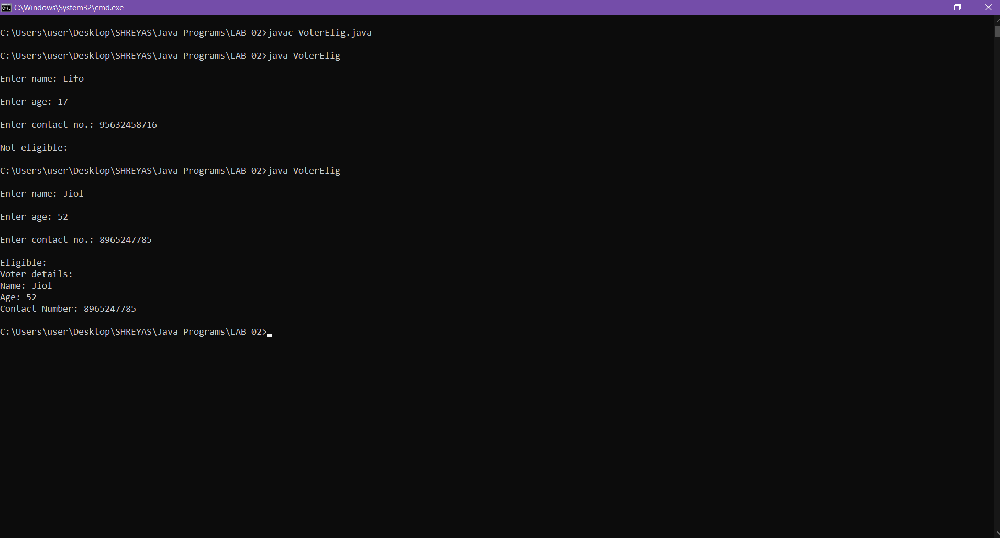 C:\Windows\System32\cmd.exe
C:\Users\user\Desktop\SHREYAS\Java Programs\LAB 02>javac VoterElig.java
C:\Users\user\Desktop\SHREYAS\Java Programs\LAB 02>java VoterElig
Enter name: Lifo
Enter age: 17
Enter contact no.: 95632458716
Not eligible:
C:\Users\user\Desktop\SHREYAS\Java Programs\LAB 02>java VoterElig
Enter name: Jiol
Enter age: 52
Enter contact no.: 8965247785
Eligible:
Voter details:
Name: Jiol
Age: 52
Contact Number: 8965247785
C:\Users\user\Desktop\SHREYAS\Java Programs\LAB 02>